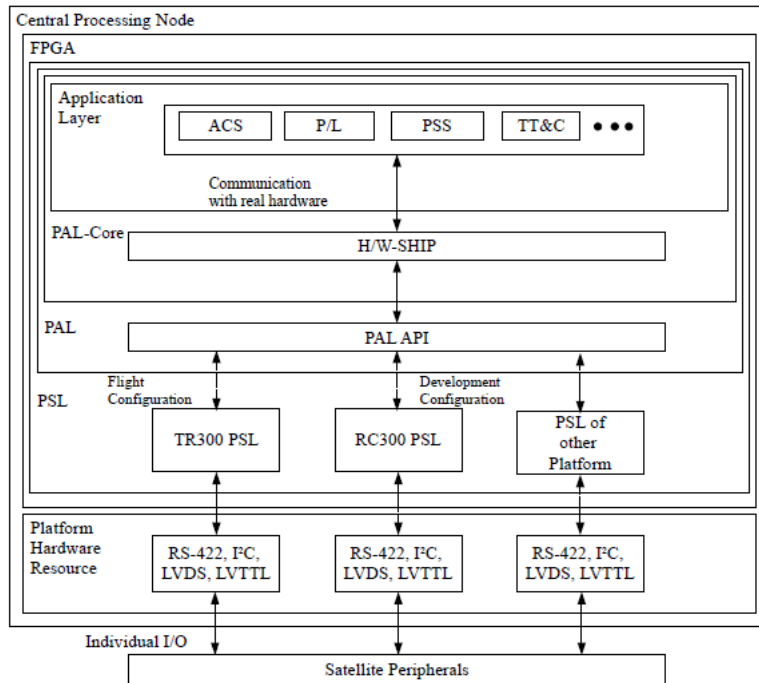 Central Processing Node
FPGA
Application
Layer
ACS
P/L
PSS
TT&C
Communication
with real hardware
PAL-Core
H/W-SHIP
PAL
PAL API
Flight
Configuration
Development
Configuration
PSL
TR300 PSL
RC300 PSL
PSL of
other
Platform
Platform
Hardware
Resource
RS-422, I²C,
LVDS, LVTTL
RS-422, I²C,
LVDS, LVTTL
RS-422, I²C,
LVDS, LVTTL
Individual I/O
Satellite Peripherals